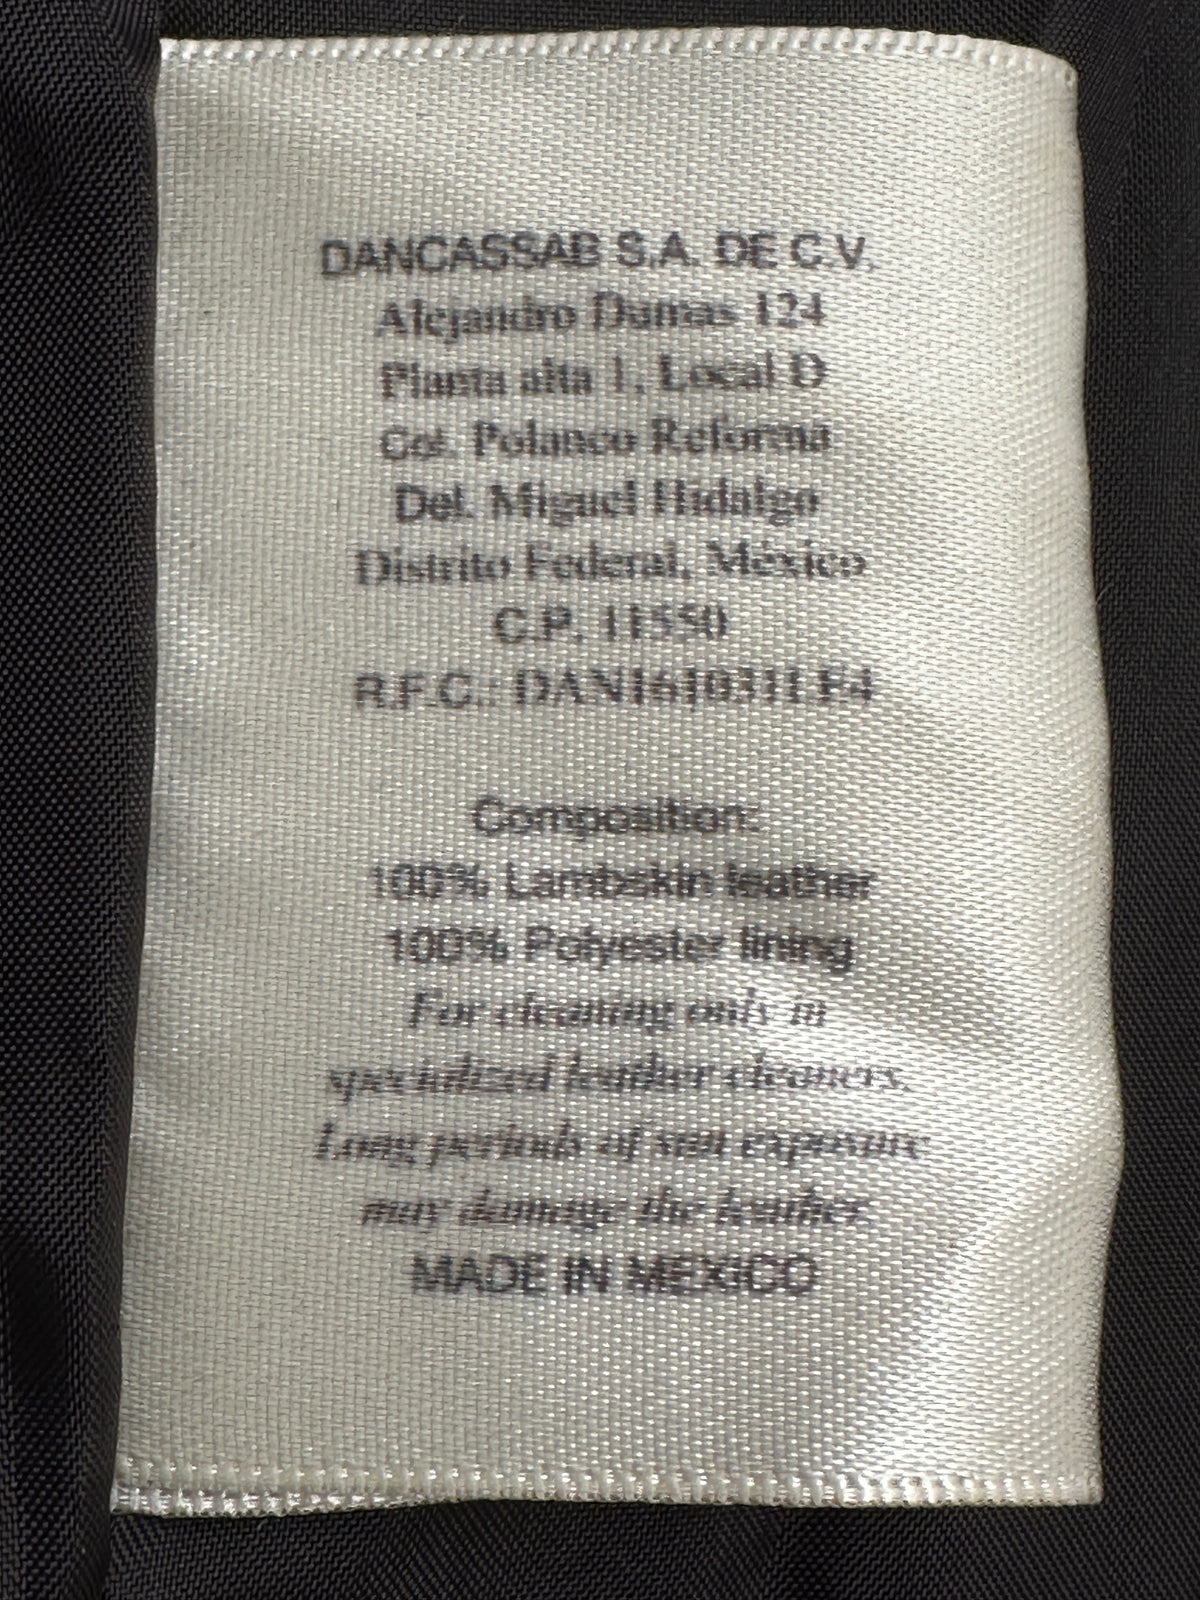 DANCASSAB S.A. DE C.V.
Alejandro Dumas 124
Planta alta 1, Local D
Col. Polanco Reforma
Del. Miguel Hidalgo
Distrito Federal, México
C.P. 11550
R.F.C.: DAN1610311F4
Composition:
100% Lambskin leather
100% Polyester lining
For cleaning only in
specialized leather cleaners.
Long periods of sun exposure
may damage the leather.
MADE IN MEXICO